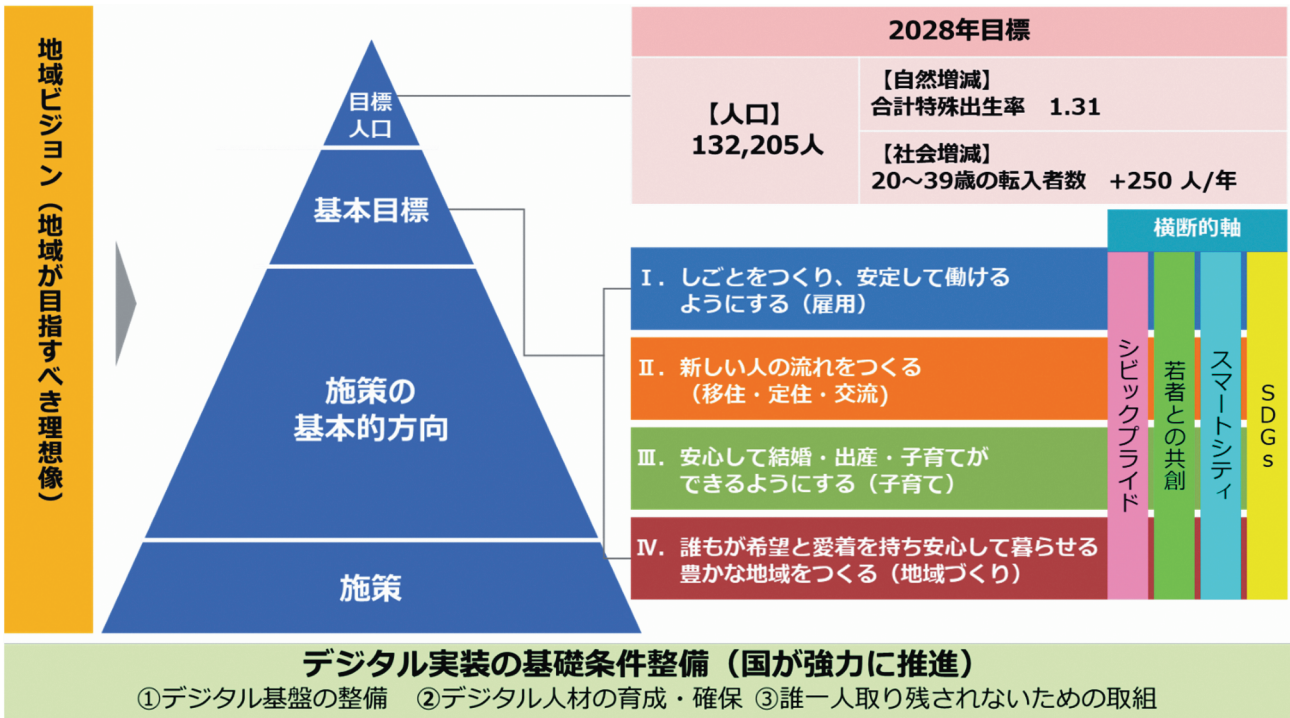 地域ビジョン（地域が目指すべき理想像）
目標
人口
基本目標
施策の
基本的方向
施策
2028年目標
【人口】
132,205人
【自然増減】
合計特殊出生率　1.31
【社会増減】
20～39歳の転入者数　+250 人/年
横断的軸
Ⅰ．しごとをつくり、安定して働ける
ようにする（雇用）
Ⅱ．新しい人の流れをつくる
（移住・定住・交流）
Ⅲ．安心して結婚・出産・子育てが
できるようにする（子育て）
Ⅳ．誰もが希望と愛着を持ち安心して暮らせる
豊かな地域をつくる（地域づくり）
シビックプライド
若者との共創
スマートシティ
SDGs
デジタル実装の基礎条件整備（国が強力に推進）
①デジタル基盤の整備　②デジタル人材の育成・確保 ③誰一人取り残されないための取組